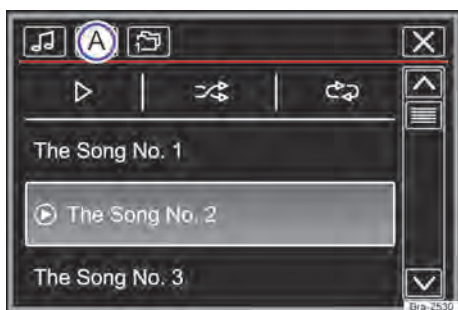 A
The Song No. 1
The Song No. 2
The Song No. 3
Bra-2530